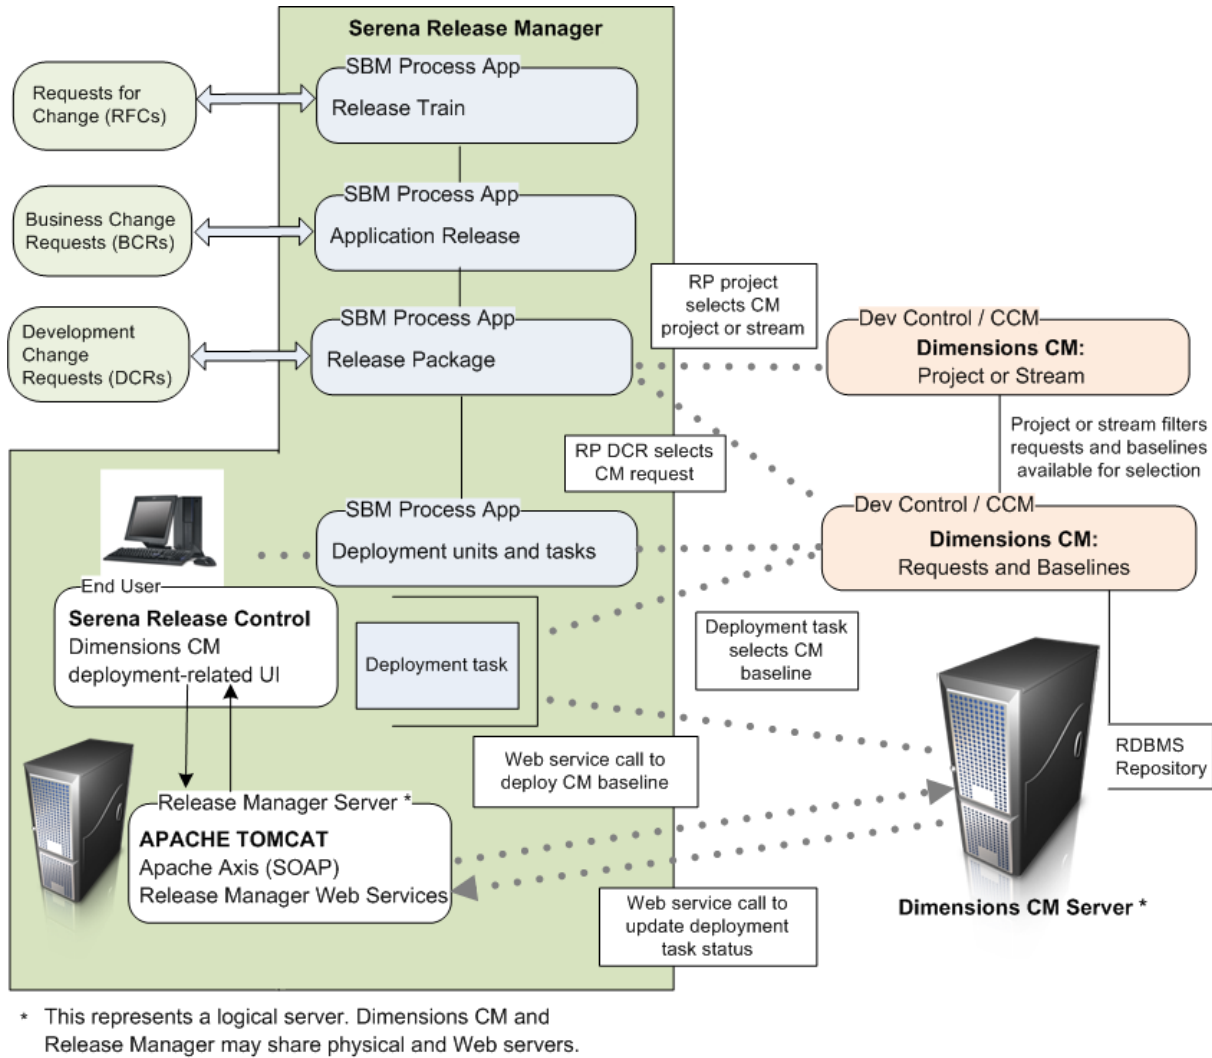 Serena Release Manager
SBM Process App
Requests for
Change (RFCs)
Release Train
SBM Process App
Business Change
Requests (BCRs)
Application Release
RP project
selects CM
project or stream
SBM Process App
Development
Change
Requests (DCRs)
Release Package
Dev Control / CCM
Dimensions CM:
Project or Stream
Project or stream filters
requests and baselines
available for selection
RP DCR selects
CM request
SBM Process App
Deployment units and tasks
Dev Control / CCM
Dimensions CM:
Requests and Baselines
End User
Serena Release Control
Dimensions CM
deployment-related UI
Deployment task
Deployment task
selects CM
baseline
RDBMS
Repository
Web service call to
deploy CM baseline
Release Manager Server *
APACHE TOMCAT
Apache Axis (SOAP)
Release Manager Web Services
Web service call to
update deployment
task status
Dimensions CM Server *
* This represents a logical server. Dimensions CM and
Release Manager may share physical and Web servers.